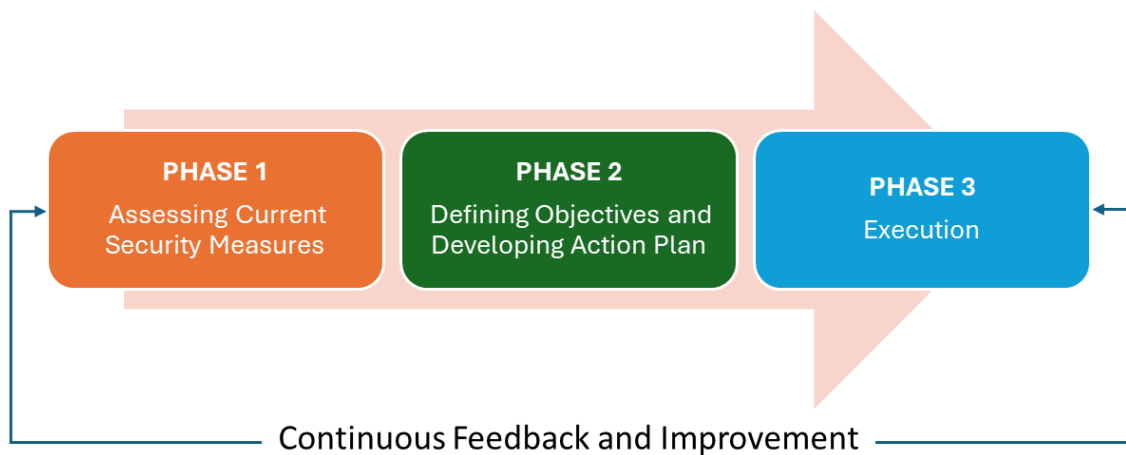 PHASE 1
Assessing Current
Security Measures
PHASE 2
Defining Objectives and
Developing Action Plan
PHASE 3
Execution
Continuous Feedback and Improvement